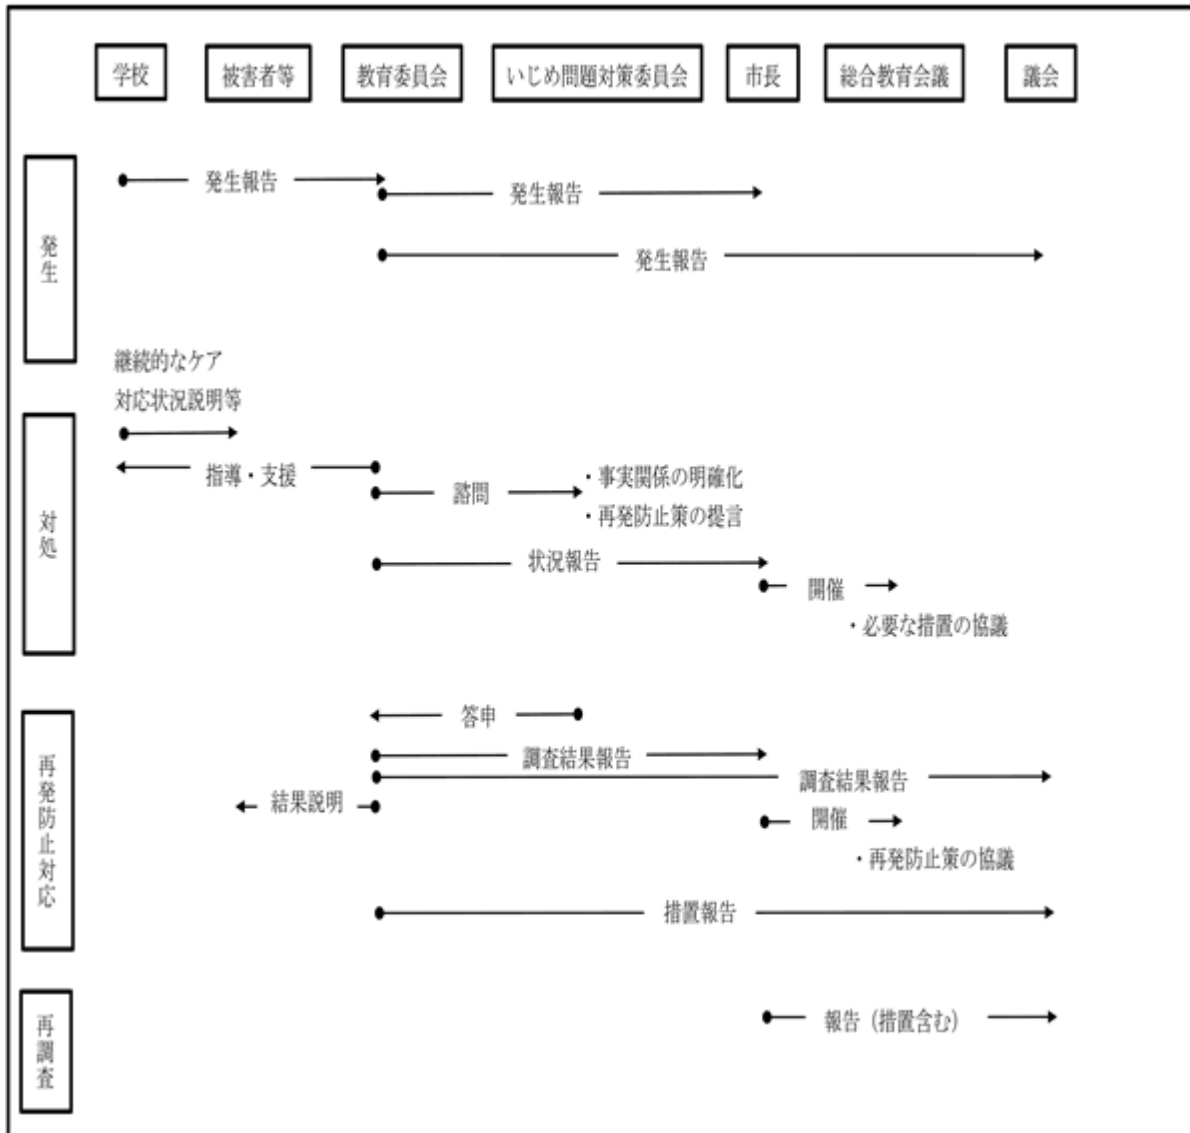 学校
被害者等
教育委員会
いじめ問題対策委員会
市長
総合教育会議
議会
発生
発生報告
発生報告
発生報告
継続的なケア
対応状況説明等
対処
指導・支援
諮問
・事実関係の明確化
・再発防止策の提言
状況報告
開催
・必要な措置の協議
再発防止対応
答申
調査結果報告
調査結果報告
結果説明
開催
・再発防止策の協議
措置報告
再調査
報告（措置含む）